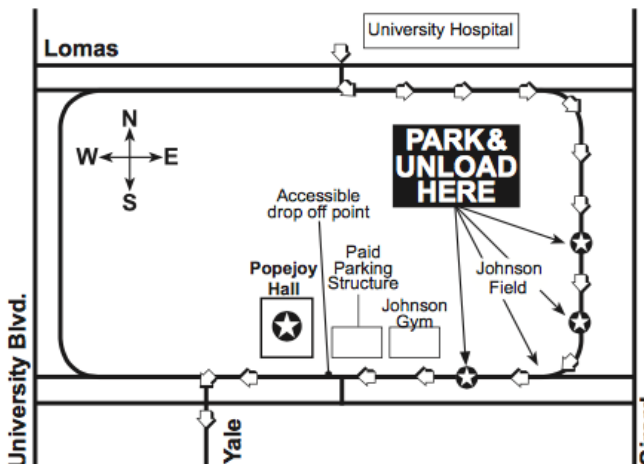 University Hospital
Lomas
N
W E
S
PARK &
UNLOAD
HERE
Accessible
drop off point
Popejoy
Hall
Paid
Parking
Structure
Johnson
Gym
Johnson
Field
University Blvd.
Yale